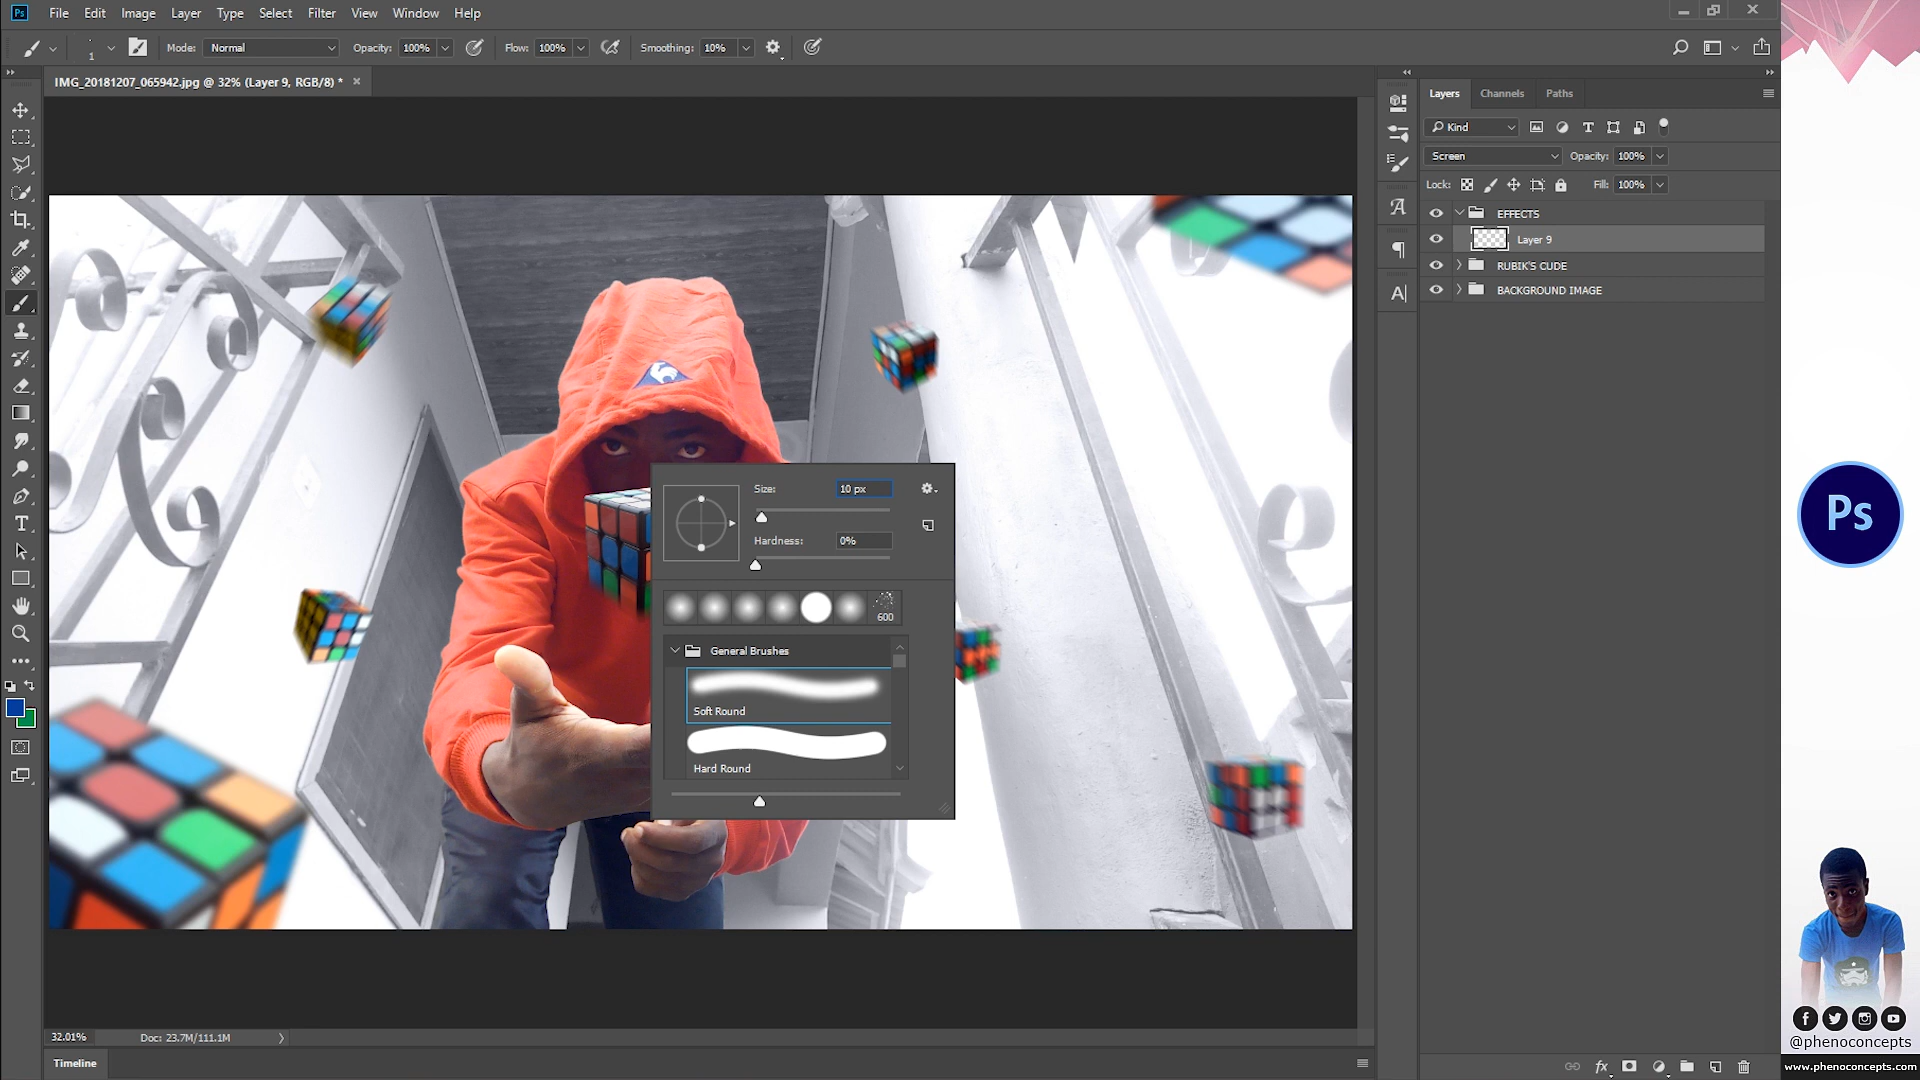 Ps File Edit Image Layer Type Select Filter View Window Help
1 Mode: Normal Opacity: 100% Flow: 100% Smoothing: 10%
IMG_20181207_065942.jpg @ 32% (Layer 9, RGB/8) * ×
Layers Channels Paths
Kind
Screen Opacity: 100%
Lock: Fill: 100%
EFFECTS
Layer 9
RUBIK'S CUDE
BACKGROUND IMAGE
Size: 10 px
Hardness: 0%
600
General Brushes
Soft Round
Hard Round
Ps
32.01% Doc: 23.7M/111.1M
Timeline
fx
@phenoconcepts
www.phenoconcepts.com